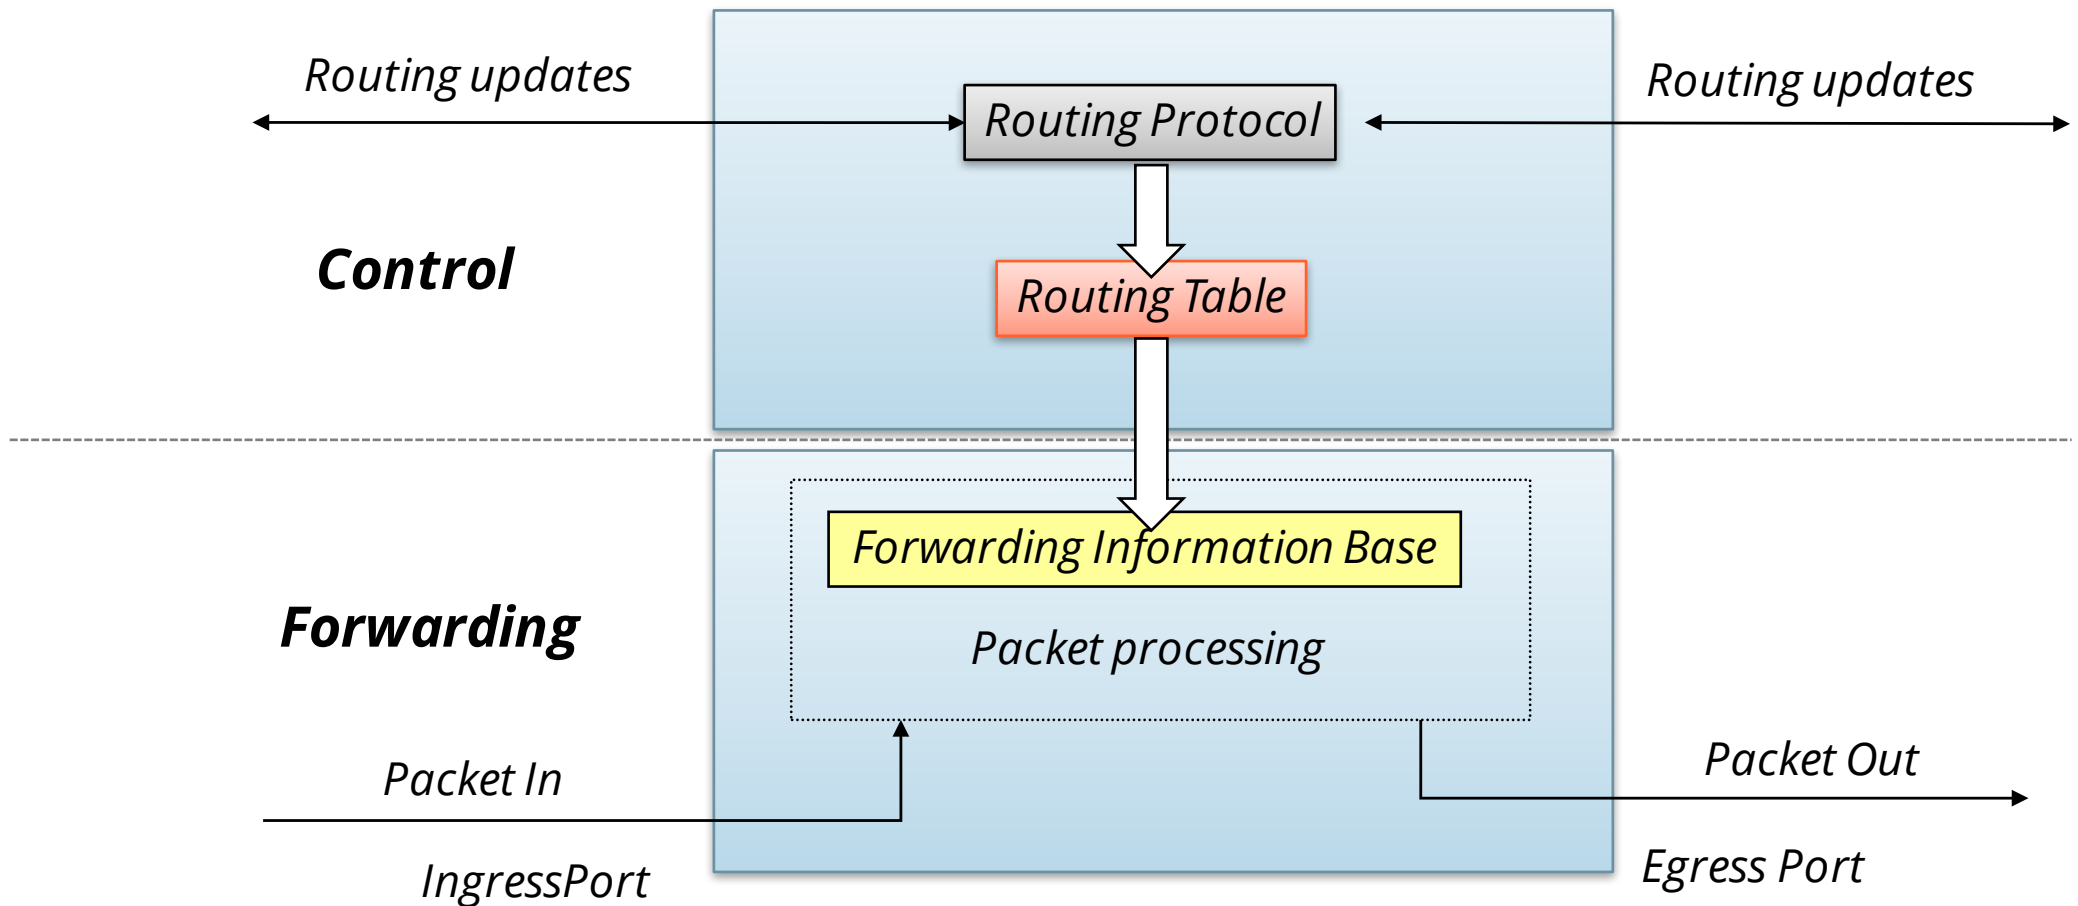 Routing updates
Routing updates
Routing Protocol
Control
Routing Table
Forwarding Information Base
Forwarding
Packet processing
Packet In
Packet Out
IngressPort
Egress Port